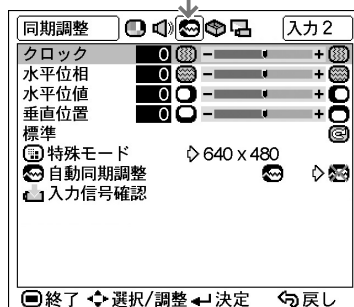 同期調整 入力2
クロック 0 - +
水平位相 0 - +
水平位値 0 - +
垂直位置 0 - +
標準
特殊モード 640 x 480
自動同期調整
入力信号確認
終了 選択/調整 決定 戻し